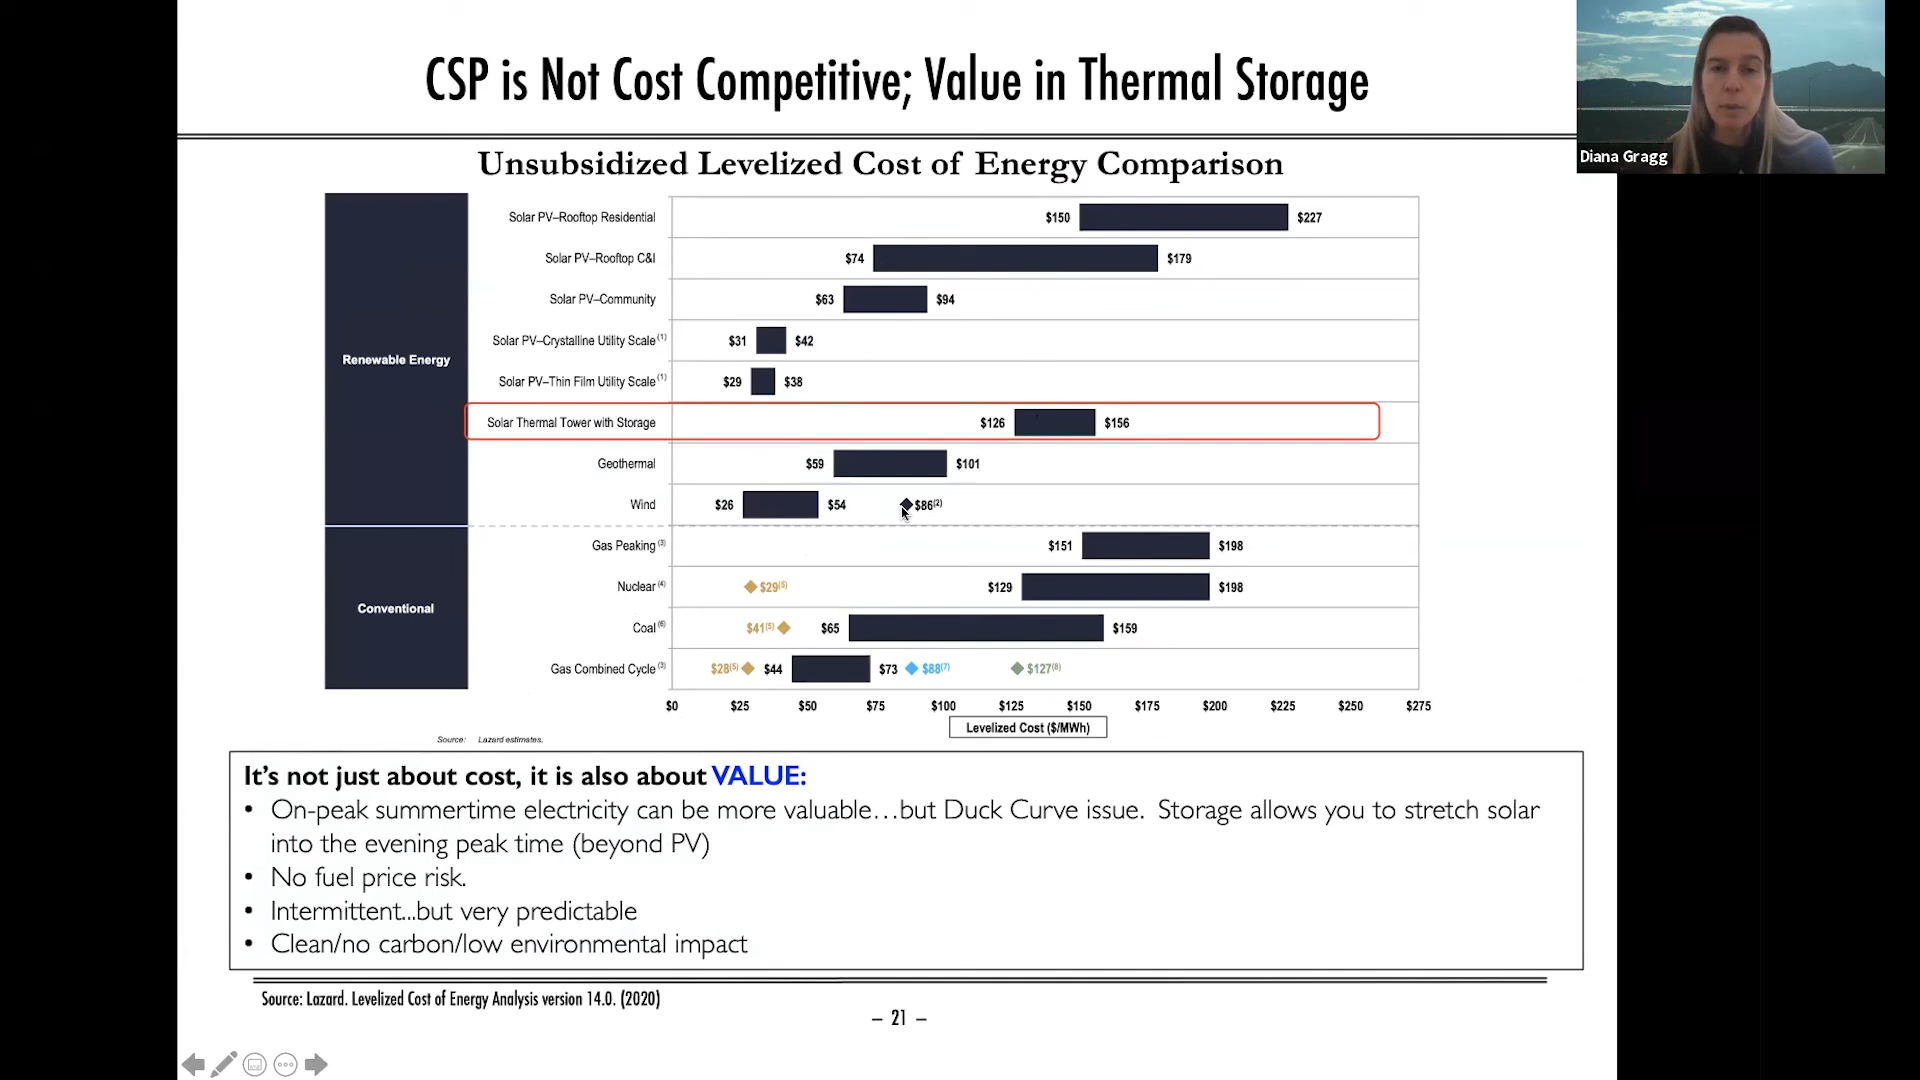 CSP is Not Cost Competitive; Value in Thermal Storage
Diana Gragg
Unsubsidized Levelized Cost of Energy Comparison
Renewable Energy
Solar PV–Rooftop Residential $150 $227
Solar PV–Rooftop C&I $74 $179
Solar PV–Community $63 $94
Solar PV–Crystalline Utility Scale (1) $31 $42
Solar PV–Thin Film Utility Scale (1) $29 $38
Solar Thermal Tower with Storage $126 $156
Geothermal $59 $101
Wind $26 $54 $86(2)
Conventional
Gas Peaking (3) $151 $198
Nuclear (4) $29(5) $129 $198
Coal (6) $41(5) $65 $159
Gas Combined Cycle (3) $28(5) $44 $73 $88(7) $127(8)
$0 $25 $50 $75 $100 $125 $150 $175 $200 $225 $250 $275
Levelized Cost ($/MWh)
Source: Lazard estimates.
It's not just about cost, it is also about VALUE:
• On-peak summertime electricity can be more valuable…but Duck Curve issue. Storage allows you to stretch solar
into the evening peak time (beyond PV)
• No fuel price risk.
• Intermittent...but very predictable
• Clean/no carbon/low environmental impact
Source: Lazard. Levelized Cost of Energy Analysis version 14.0. (2020)
– 21 –